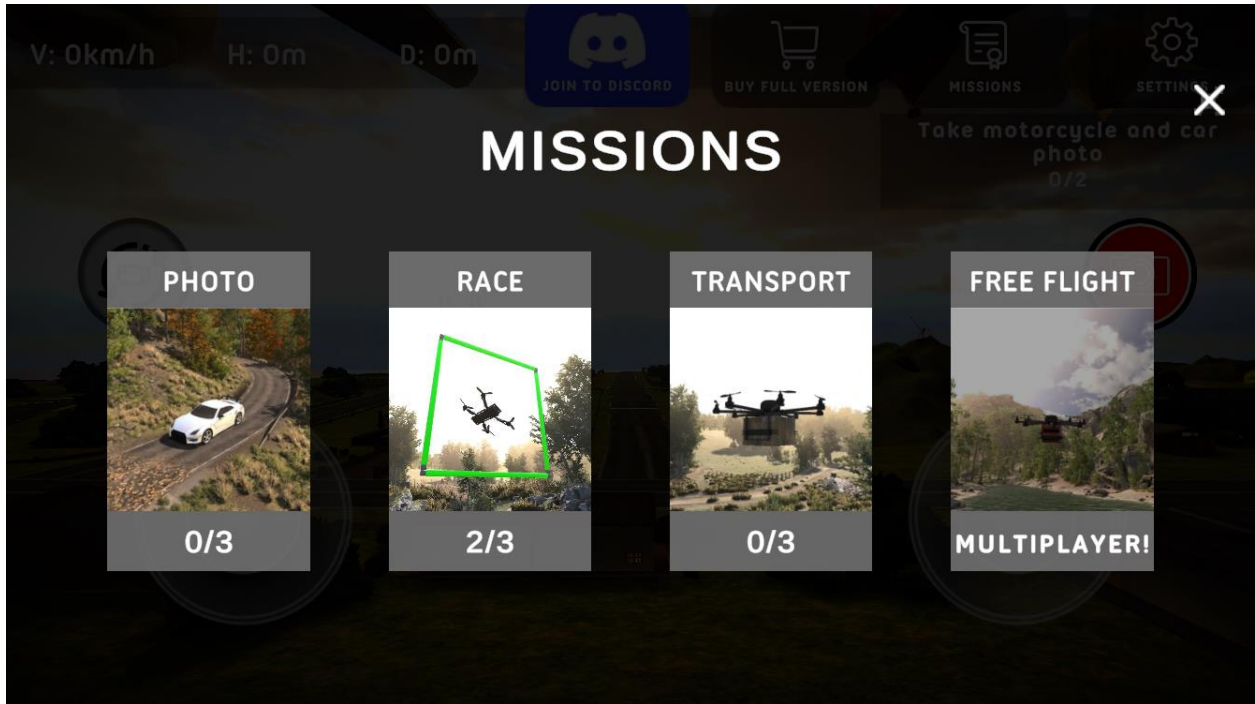 V: 0km/h
H: 0m
D: 0m
JOIN TO DISCORD
BUY FULL VERSION
MISSIONS
SETTINGS
MISSIONS
Take motorcycle and car
photo
0/2
PHOTO
RACE
TRANSPORT
FREE FLIGHT
0/3
2/3
0/3
MULTIPLAYER!